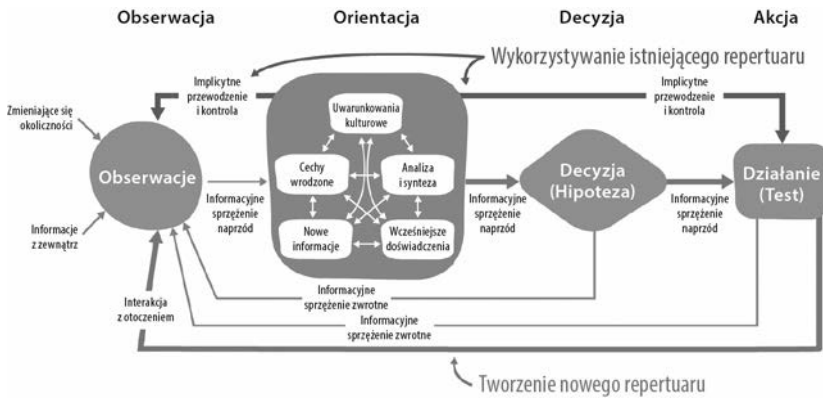 Obserwacja
Orientacja
Decyzja
Akcja
Wykorzystywanie istniejącego repertuaru
Implicytne
przewodzenie
i kontrola
Implicytne
przewodzenie
i kontrola
Zmieniające się
okoliczności
Obserwacje
Informacje
z zewnątrz
Informacyjne
sprzężenie
naprzód
Uwarunkowania
kulturowe
Cechy
wrodzone
Analiza
i synteza
Nowe
informacje
Wcześniejsze
doświadczenia
Informacyjne
sprzężenie
naprzód
Decyzja
(Hipoteza)
Informacyjne
sprzężenie
naprzód
Działanie
(Test)
Interakcja
z otoczeniem
Informacyjne
sprzężenie zwrotne
Informacyjne
sprzężenie zwrotne
Tworzenie nowego repertuaru